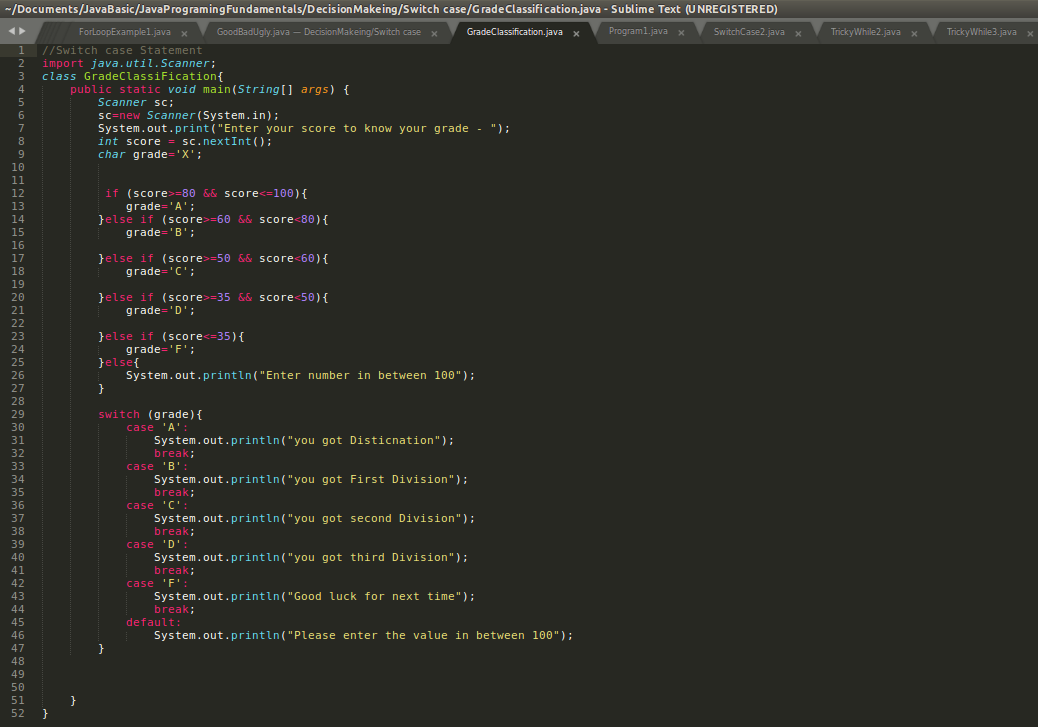 ~/Documents/JavaBasic/JavaProgramingFundamentals/DecisionMakeing/Switch case/GradeClassification.java - Sublime Text (UNREGISTERED)
ForLoopExample1.java × GoodBadUgly.java — DecisionMakeing/Switch case × GradeClassification.java × Program1.java × SwitchCase2.java × TrickyWhile2.java × TrickyWhile3.java ×
1 //Switch case Statement
2 import java.util.Scanner;
3 class GradeClassiFication{
4 public static void main(String[] args) {
5 Scanner sc;
6 sc=new Scanner(System.in);
7 System.out.print("Enter your score to know your grade - ");
8 int score = sc.nextInt();
9 char grade='X';
10
11
12 if (score>=80 && score<=100){
13 grade='A';
14 }else if (score>=60 && score<80){
15 grade='B';
16
17 }else if (score>=50 && score<60){
18 grade='C';
19
20 }else if (score>=35 && score<50){
21 grade='D';
22
23 }else if (score<=35){
24 grade='F';
25 }else{
26 System.out.println("Enter number in between 100");
27 }
28
29 switch (grade){
30 case 'A':
31 System.out.println("you got Disticnation");
32 break;
33 case 'B':
34 System.out.println("you got First Division");
35 break;
36 case 'C':
37 System.out.println("you got second Division");
38 break;
39 case 'D':
40 System.out.println("you got third Division");
41 break;
42 case 'F':
43 System.out.println("Good luck for next time");
44 break;
45 default:
46 System.out.println("Please enter the value in between 100");
47 }
48
49
50
51 }
52 }